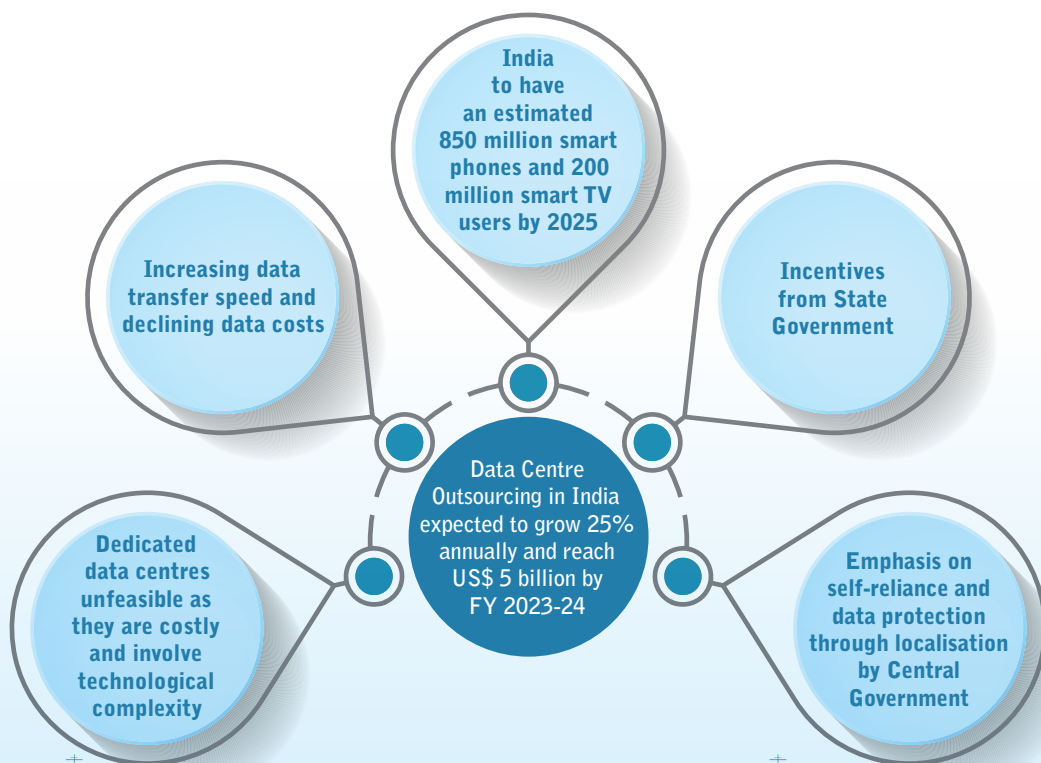 India
to have
an estimated
850 million smart
phones and 200
million smart TV
users by 2025
Increasing data
transfer speed and
declining data costs
Incentives
from State
Government
Data Centre
Outsourcing in India
expected to grow 25%
annually and reach
US$ 5 billion by
FY 2023-24
Dedicated
data centres
unfeasible as
they are costly
and involve
technological
complexity
Emphasis on
self-reliance and
data protection
through localisation
by Central
Government